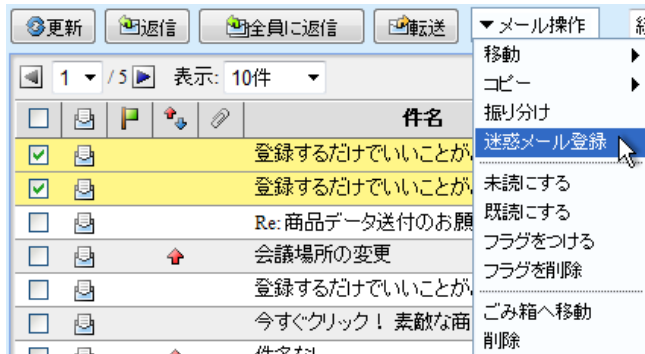 更新 返信 全員に返信 転送 ▼メール操作
1 / 5 表示: 10件
件名
登録するだけでいいことが
登録するだけでいいことが
Re: 商品データ送付のお願
会議場所の変更
登録するだけでいいことが
今すぐクリック! 素敵な商
件名なし
移動
コピー
振り分け
迷惑メール登録
未読にする
既読にする
フラグをつける
フラグを削除
ごみ箱へ移動
削除